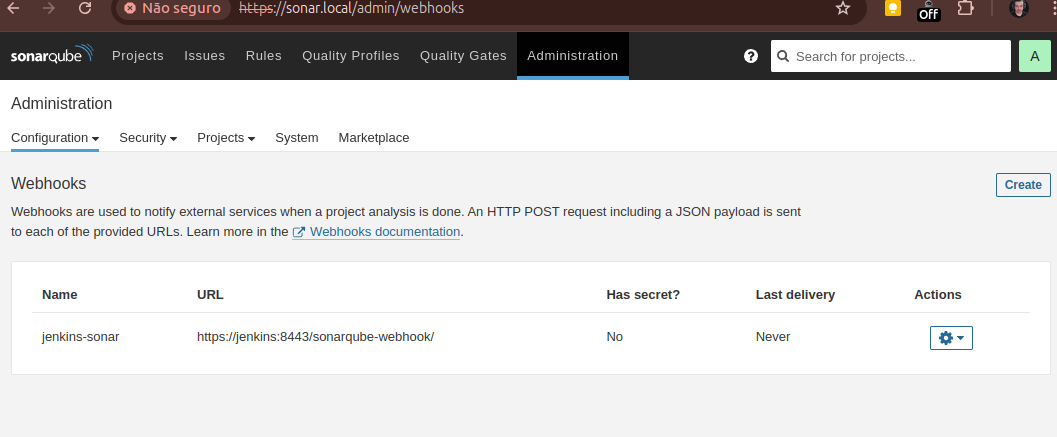 Não seguro https://sonar.local/admin/webhooks Off
sonarqube Projects Issues Rules Quality Profiles Quality Gates Administration ? Search for projects... A
Administration
Configuration Security Projects System Marketplace
Webhooks Create
Webhooks are used to notify external services when a project analysis is done. An HTTP POST request including a JSON payload is sent
to each of the provided URLs. Learn more in the Webhooks documentation.
Name URL Has secret? Last delivery Actions
jenkins-sonar https://jenkins:8443/sonarqube-webhook/ No Never